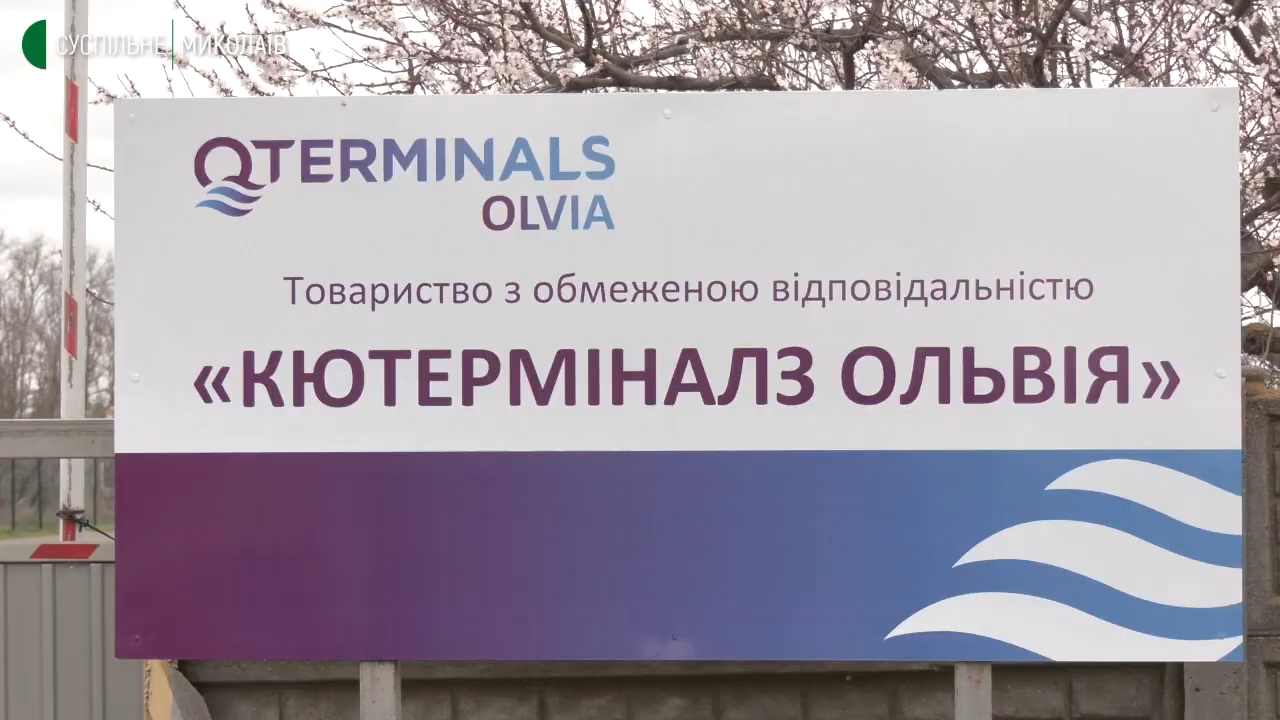 СУСПІЛЬНЕ МИКОЛАЇВ
QTERMINALS
OLVIA
Товариство з обмеженою відповідальністю
«КЮТЕРМІНАЛЗ ОЛЬВІЯ»